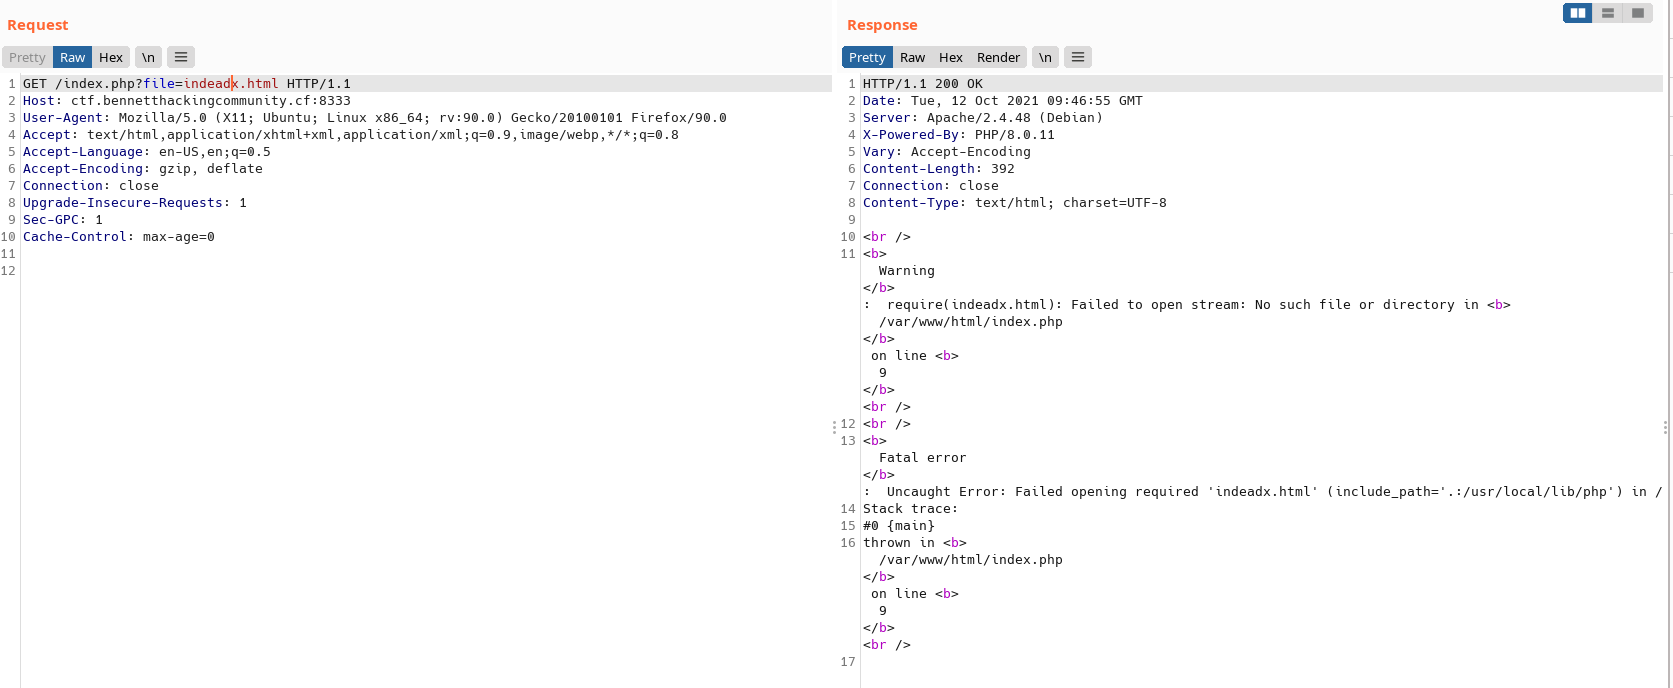 Request
Pretty Raw Hex \n
1 GET /index.php?file=indeadx.html HTTP/1.1
2 Host: ctf.bennetthackingcommunity.cf:8333
3 User-Agent: Mozilla/5.0 (X11; Ubuntu; Linux x86_64; rv:90.0) Gecko/20100101 Firefox/90.0
4 Accept: text/html,application/xhtml+xml,application/xml;q=0.9,image/webp,*/*;q=0.8
5 Accept-Language: en-US,en;q=0.5
6 Accept-Encoding: gzip, deflate
7 Connection: close
8 Upgrade-Insecure-Requests: 1
9 Sec-GPC: 1
10 Cache-Control: max-age=0
11
12
Response
Pretty Raw Hex Render \n
1 HTTP/1.1 200 OK
2 Date: Tue, 12 Oct 2021 09:46:55 GMT
3 Server: Apache/2.4.48 (Debian)
4 X-Powered-By: PHP/8.0.11
5 Vary: Accept-Encoding
6 Content-Length: 392
7 Connection: close
8 Content-Type: text/html; charset=UTF-8
9
10 <br />
11 <b>
Warning
</b>
:  require(indeadx.html): Failed to open stream: No such file or directory in <b>
/var/www/html/index.php
</b>
on line <b>
9
</b>
<br />
12 <br />
13 <b>
Fatal error
</b>
:  Uncaught Error: Failed opening required 'indeadx.html' (include_path='.:/usr/local/lib/php') in /
14 Stack trace:
15 #0 {main}
16 thrown in <b>
/var/www/html/index.php
</b>
on line <b>
9
</b>
<br />
17